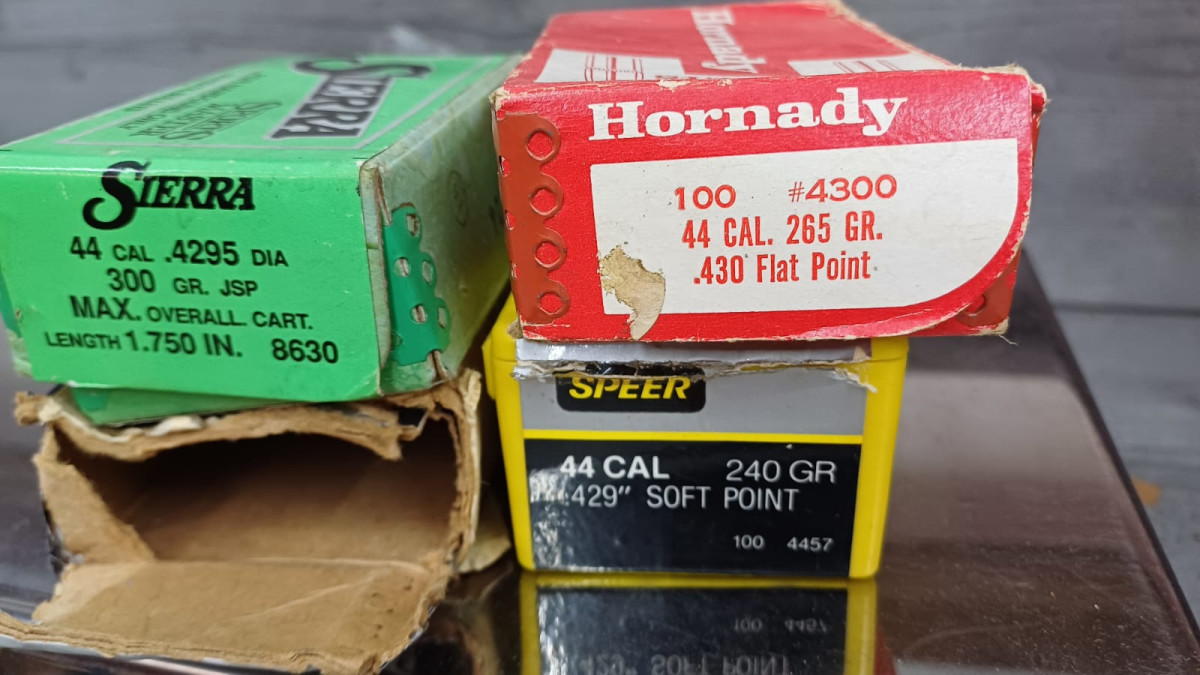 SIERRA
SIERRA
44 CAL .4295 DIA
300 GR. JSP
MAX. OVERALL. CART.
LENGTH 1.750 IN. 8630
Hornady
Hornady
100 #4300
44 CAL. 265 GR.
.430 Flat Point
SPEER
44 CAL 240 GR
.429" SOFT POINT
100 4457